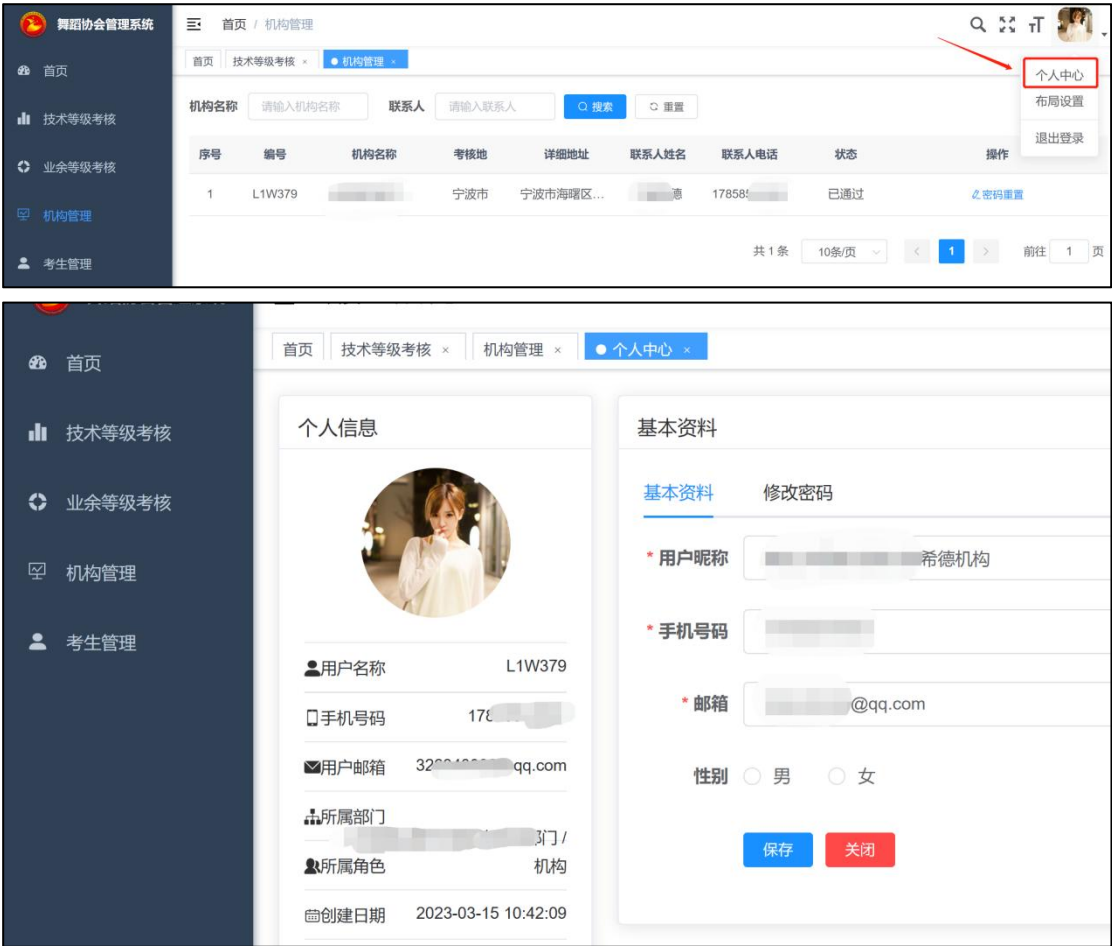 舞蹈协会管理系统
首页 / 机构管理
首页 技术等级考核 × 机构管理 ×
首页
技术等级考核
业余等级考核
机构管理
考生管理
个人中心
布局设置
退出登录
机构名称 请输入机构名称 联系人 请输入联系人 搜索 重置
序号 编号 机构名称 考核地 详细地址 联系人姓名 联系人电话 状态 操作
1 L1W379 宁波市 宁波市海曙区... 德 17858 已通过 密码重置
共 1 条 10条/页 < 1 > 前往 1 页
首页 技术等级考核 × 机构管理 × 个人中心 ×
首页
技术等级考核
业余等级考核
机构管理
考生管理
个人信息
用户名称 L1W379
手机号码 178
用户邮箱 32 qq.com
所属部门
部门 /
所属角色 机构
创建日期 2023-03-15 10:42:09
基本资料
基本资料 修改密码
* 用户昵称 希德机构
* 手机号码
* 邮箱 @qq.com
性别 男 女
保存 关闭